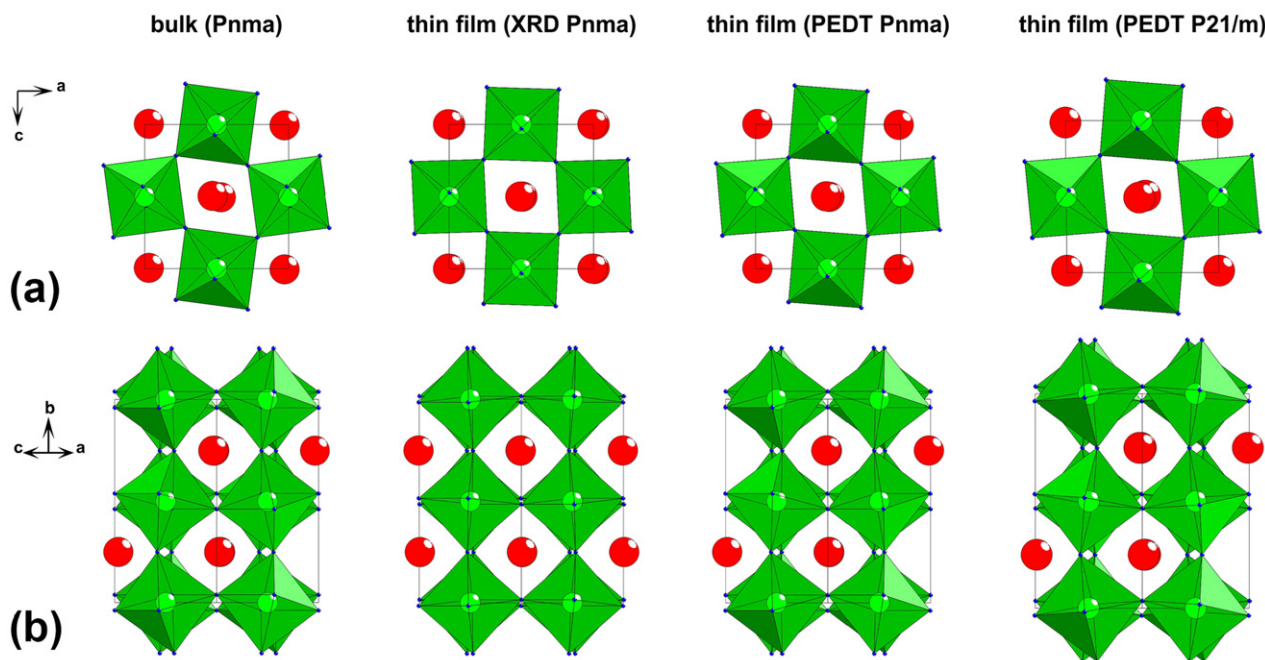 bulk (Pnma) thin film (XRD Pnma) thin film (PEDT Pnma) thin film (PEDT P21/m)
a
c
(a)
b
c a
(b)